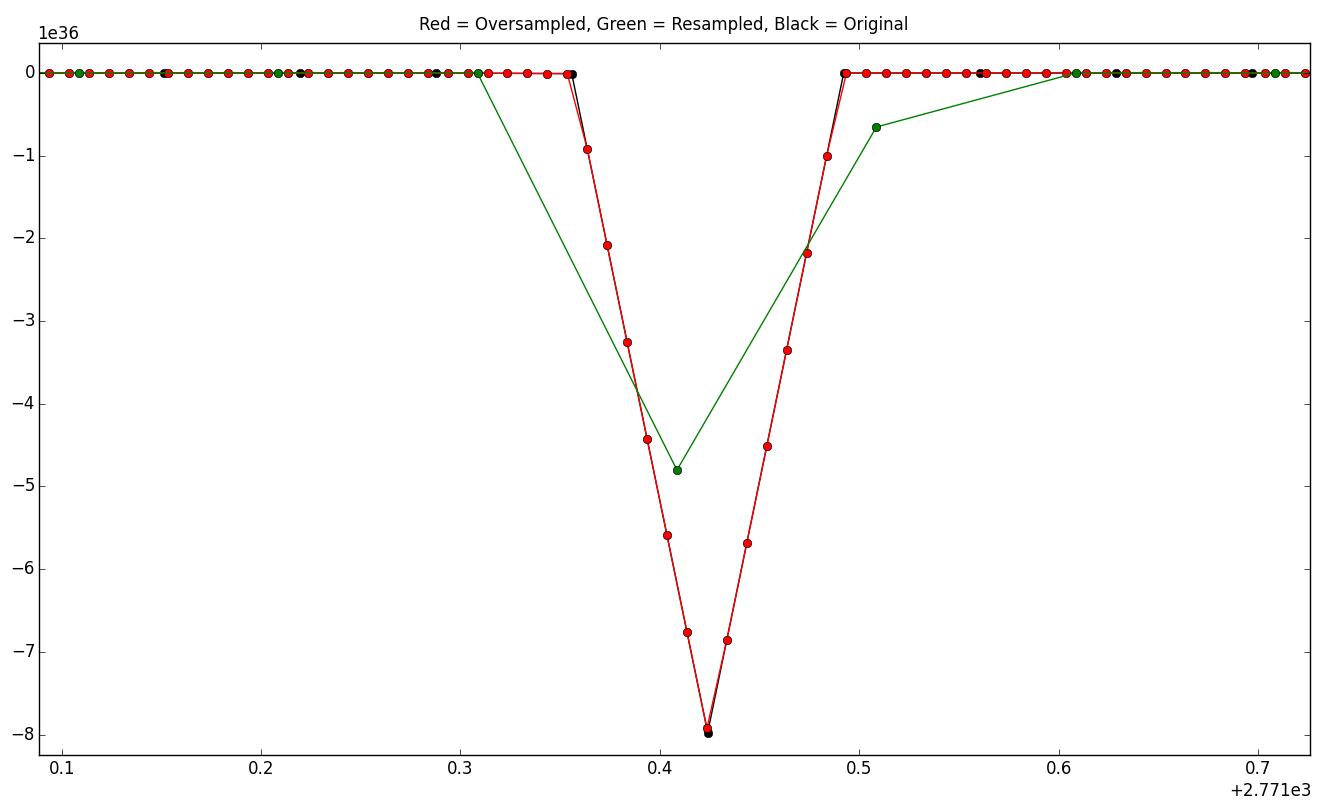 Red = Oversampled, Green = Resampled, Black = Original
1e36
0
−1
−2
−3
−4
−5
−6
−7
−8
0.1 0.2 0.3 0.4 0.5 0.6 0.7
+2.771e3